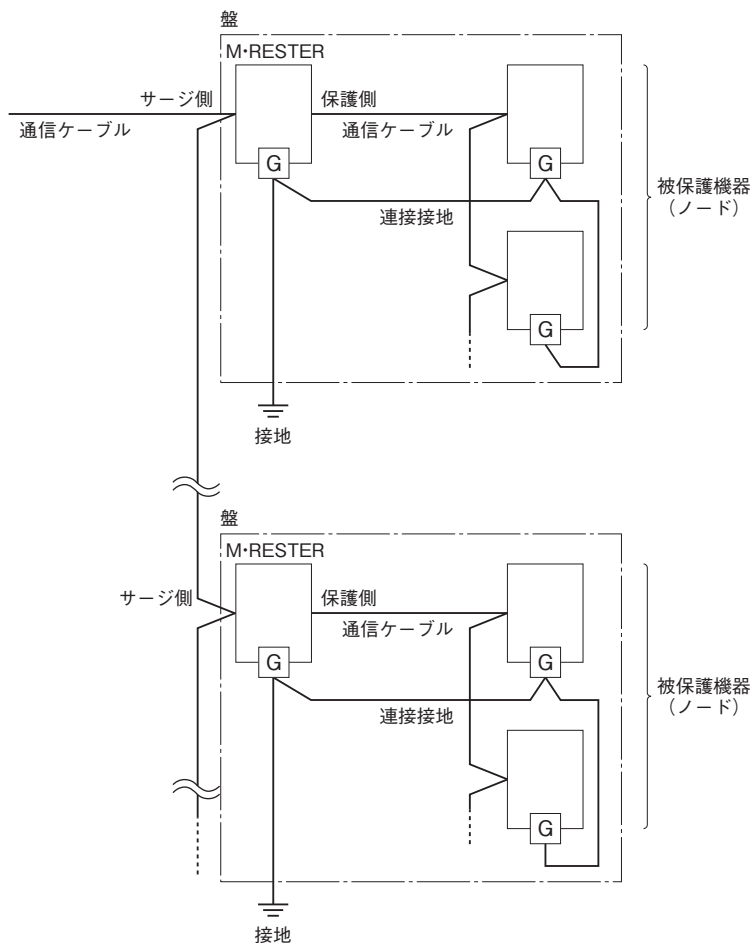 盤
M・RESTER
サージ側
保護側
通信ケーブル
通信ケーブル
G
G
連接接地
被保護機器
（ノード）
G
接地
盤
M・RESTER
サージ側
保護側
通信ケーブル
G
G
連接接地
被保護機器
（ノード）
G
接地